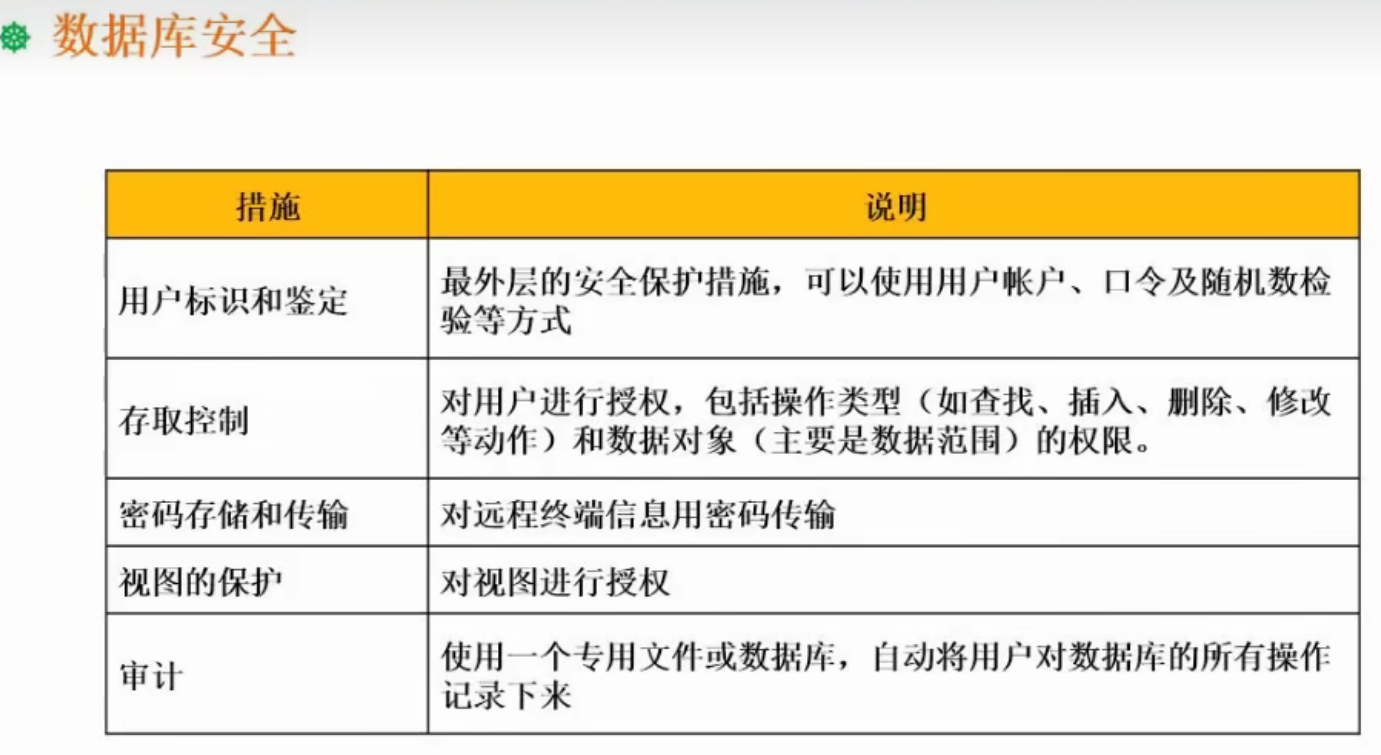 数据库安全
措施
说明
用户标识和鉴定
最外层的安全保护措施，可以使用用户帐户、口令及随机数检
验等方式
存取控制
对用户进行授权，包括操作类型（如查找、插入、删除、修改
等动作）和数据对象（主要是数据范围）的权限。
密码存储和传输
对远程终端信息用密码传输
视图的保护
对视图进行授权
审计
使用一个专用文件或数据库，自动将用户对数据库的所有操作
记录下来